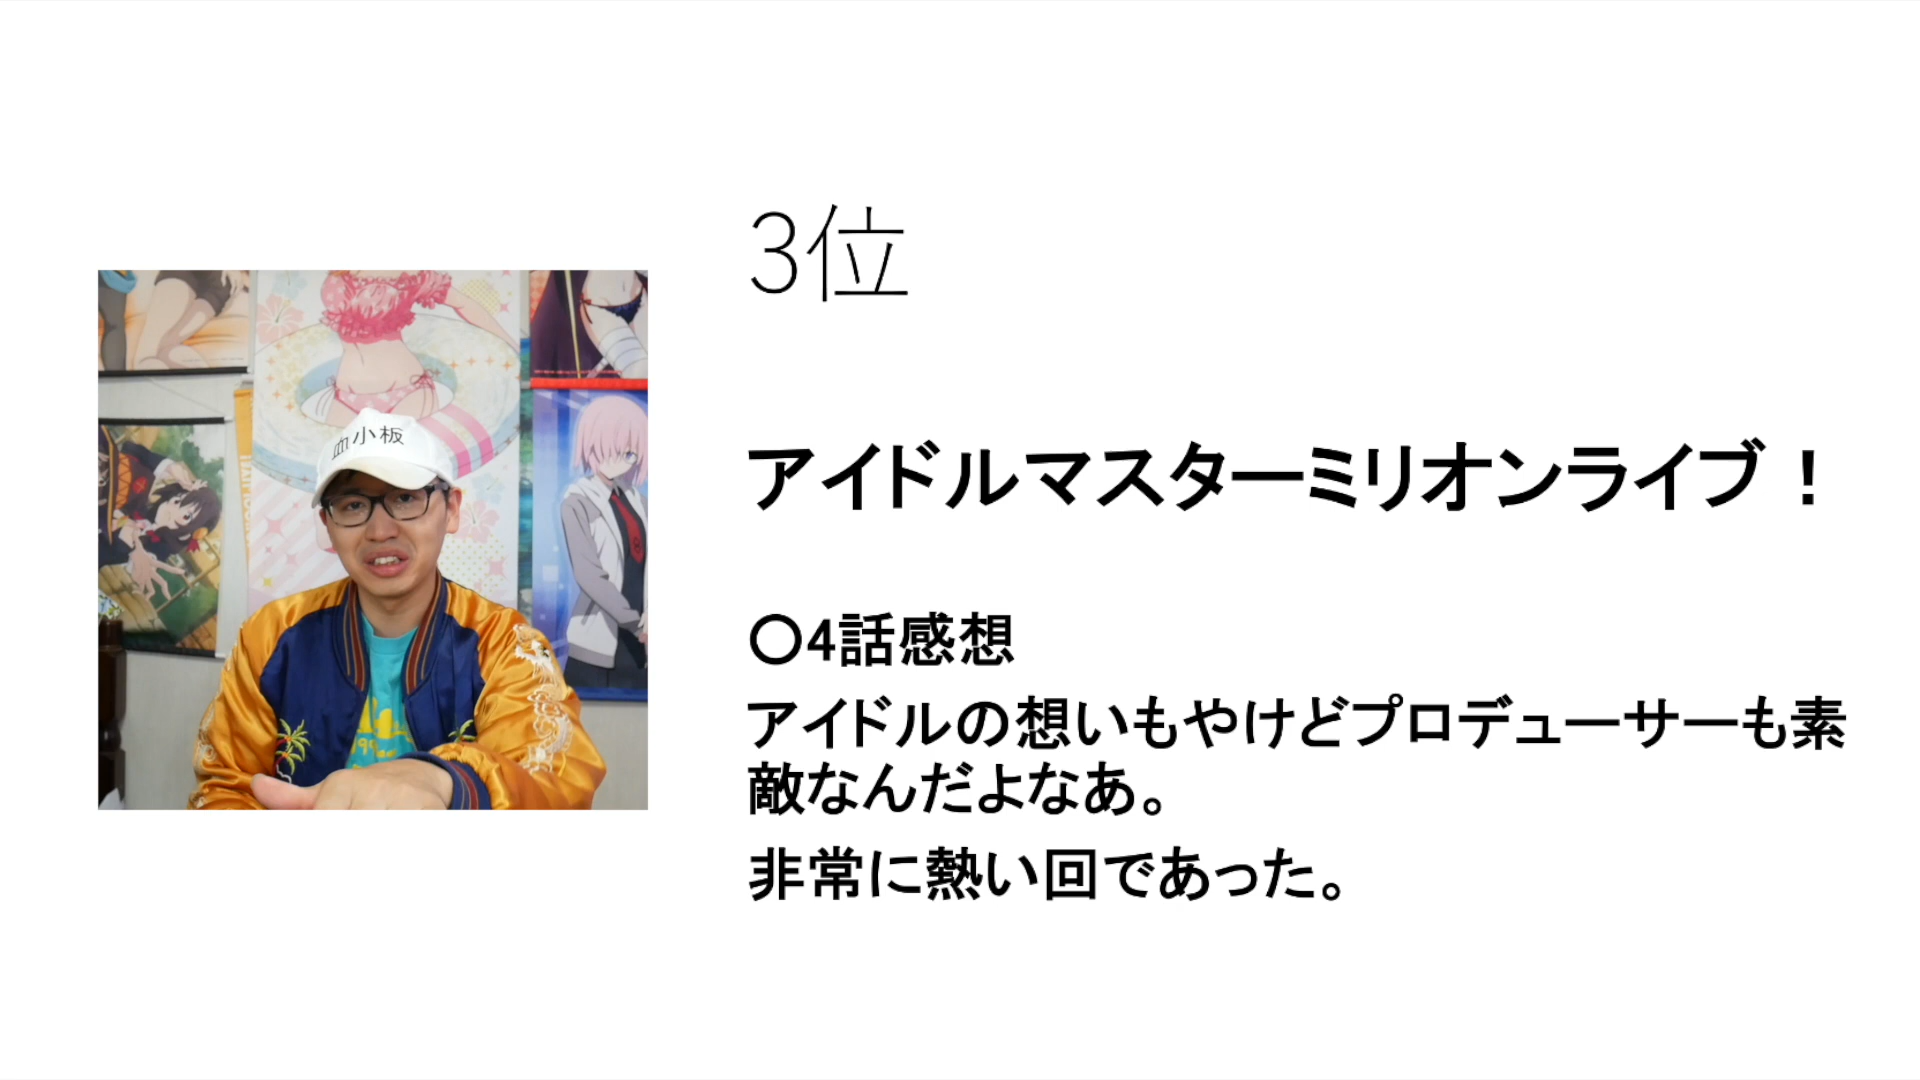 3位
アイドルマスターミリオンライブ！
〇4話感想
アイドルの想いもやけどプロデューサーも素
敵なんだよなあ。
非常に熱い回であった。
血小板